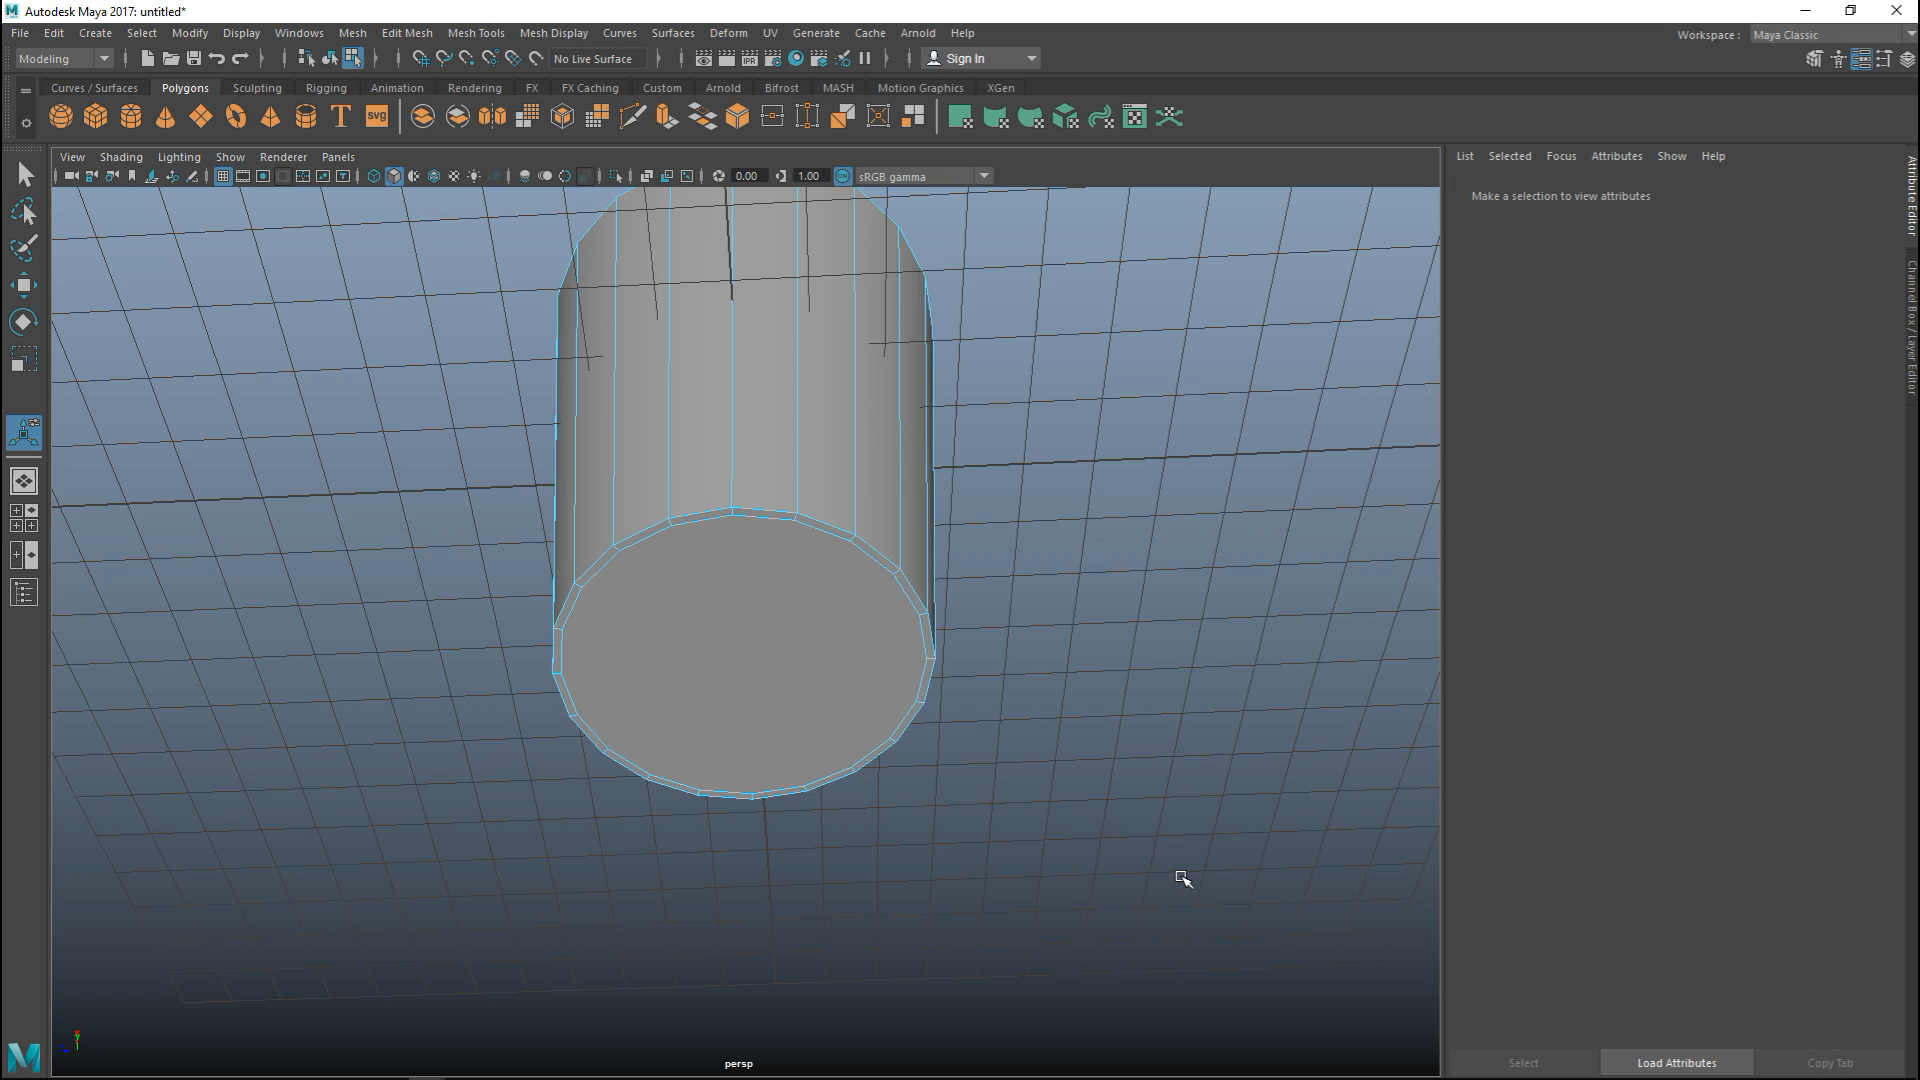 Autodesk Maya 2017: untitled*
File Edit Create Select Modify Display Windows Mesh Edit Mesh Mesh Tools Mesh Display Curves Surfaces Deform UV Generate Cache Arnold Help
Workspace : Maya Classic
Modeling No Live Surface Sign In
Curves / Surfaces Polygons Sculpting Rigging Animation Rendering FX FX Caching Custom Arnold Bifrost MASH Motion Graphics XGen
T SVG
View Shading Lighting Show Renderer Panels
0.00 1.00 ON sRGB gamma
List Selected Focus Attributes Show Help
Make a selection to view attributes
Attribute Editor
Channel Box / Layer Editor
persp
Select Load Attributes Copy Tab